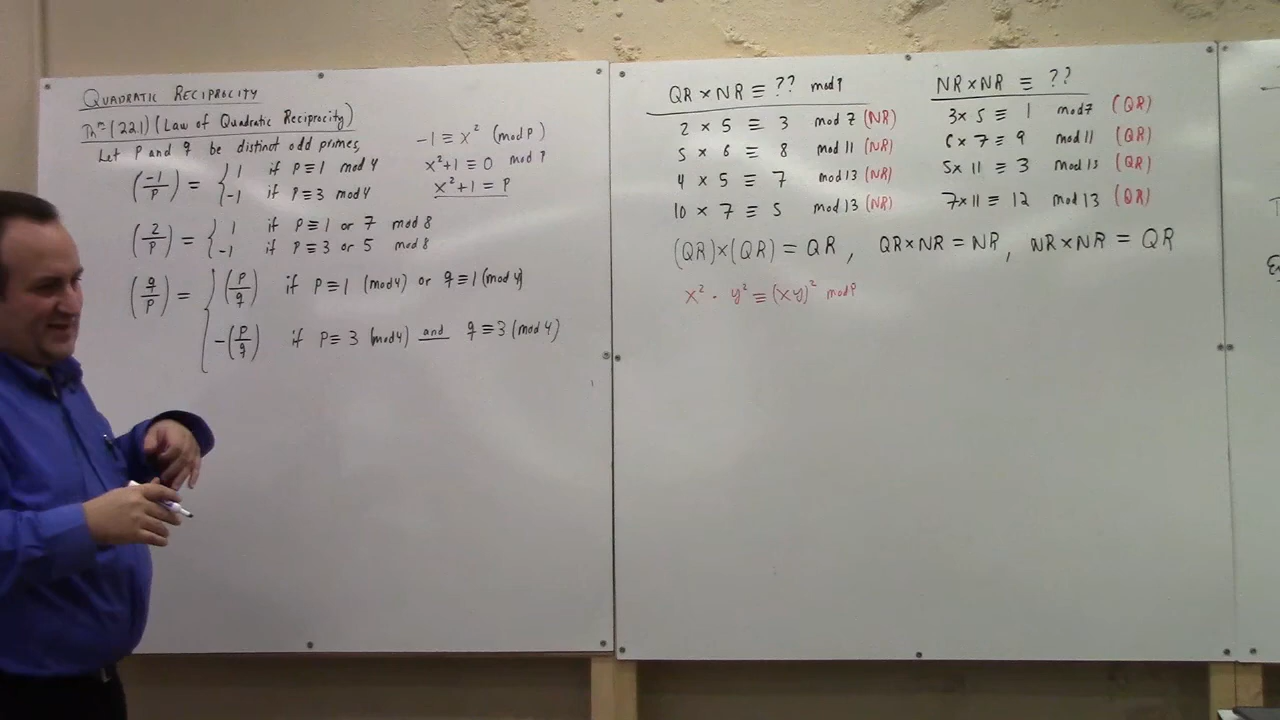 QUADRATIC RECIPROCITY
Thm (22.1) (Law of Quadratic Reciprocity)
Let p and q be distinct odd primes,
(-1/p) = { 1 if p ≡ 1 mod 4
-1 if p ≡ 3 mod 4
(2/p) = { 1 if p ≡ 1 or 7 mod 8
-1 if p ≡ 3 or 5 mod 8
(q/p) = { (p/q) if p ≡ 1 (mod 4) or q ≡ 1 (mod 4)
-(p/q) if p ≡ 3 (mod 4) and q ≡ 3 (mod 4)
-1 ≡ x² (mod p)
x²+1 ≡ 0 mod p
x²+1 = p
QR × NR ≡ ?? mod p
2 × 5 ≡ 3 mod 7 (NR)
5 × 6 ≡ 8 mod 11 (NR)
4 × 5 ≡ 7 mod 13 (NR)
10 × 7 ≡ 5 mod 13 (NR)
NR × NR ≡ ??
3 × 5 ≡ 1 mod 7 (QR)
6 × 7 ≡ 9 mod 11 (QR)
5 × 11 ≡ 3 mod 13 (QR)
7 × 11 ≡ 12 mod 13 (QR)
(QR) × (QR) = QR, QR × NR = NR, NR × NR = QR
x² · y² ≡ (xy)² mod p